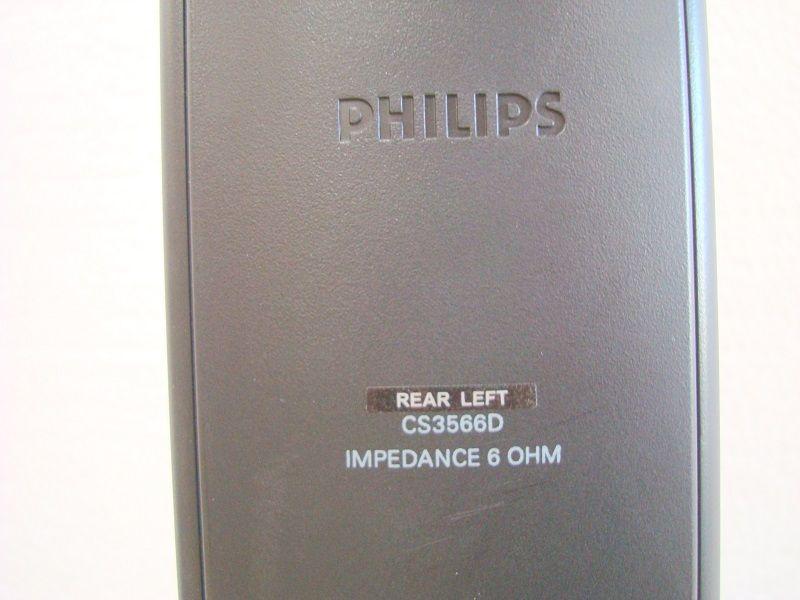 PHILIPS
REAR LEFT
CS3566D
IMPEDANCE 6 OHM